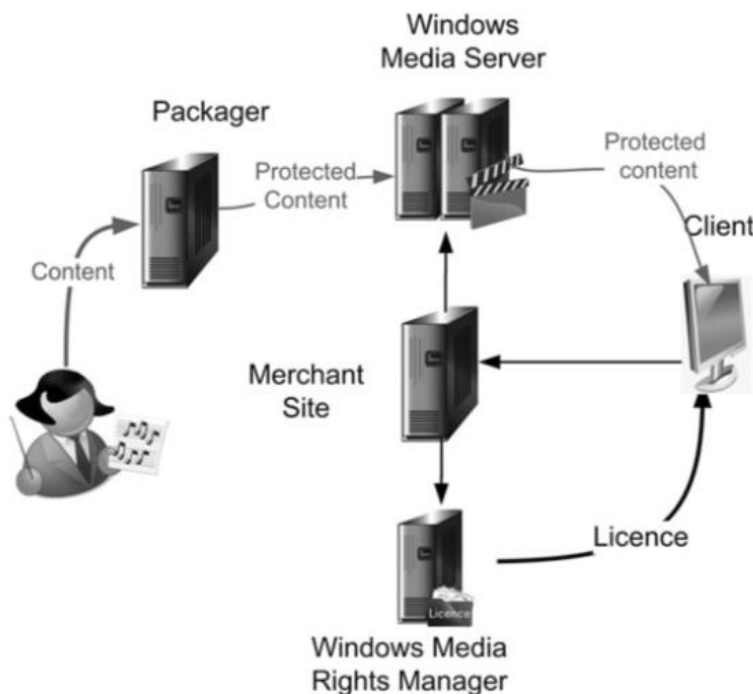 Windows
Media Server
Packager
Protected
Content
Protected
content
Client
Content
Merchant
Site
Licence
Licence
Windows Media
Rights Manager